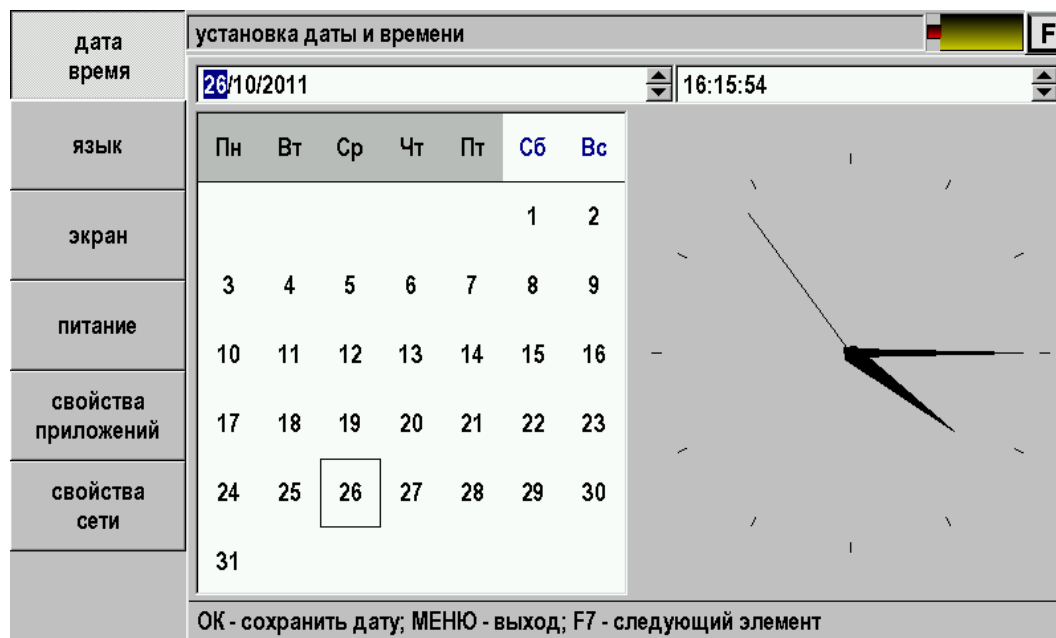 дата
время
язык
экран
питание
свойства
приложений
свойства
сети
установка даты и времени
F
26/10/2011
16:15:54
Пн Вт Ср Чт Пт Сб Вс
1 2
3 4 5 6 7 8 9
10 11 12 13 14 15 16
17 18 19 20 21 22 23
24 25 26 27 28 29 30
31
ОК - сохранить дату; МЕНЮ - выход; F7 - следующий элемент